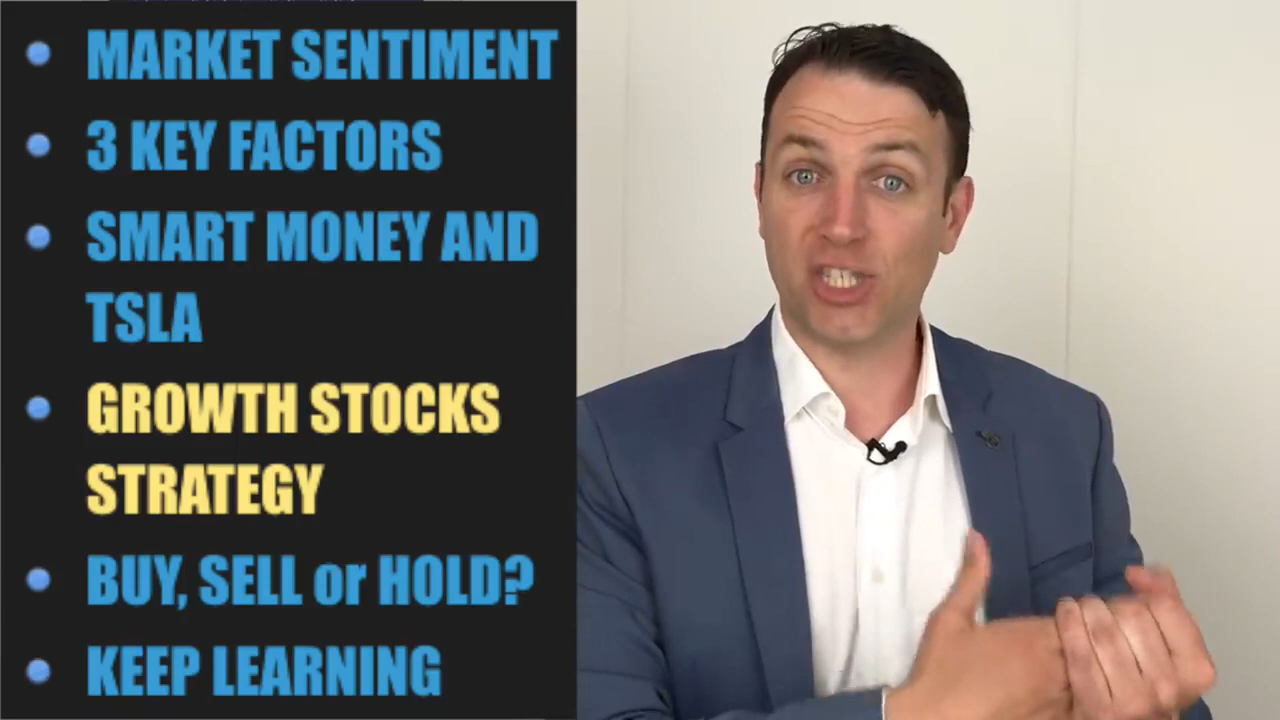 MARKET SENTIMENT
3 KEY FACTORS
SMART MONEY AND
TSLA
GROWTH STOCKS
STRATEGY
BUY, SELL or HOLD?
KEEP LEARNING